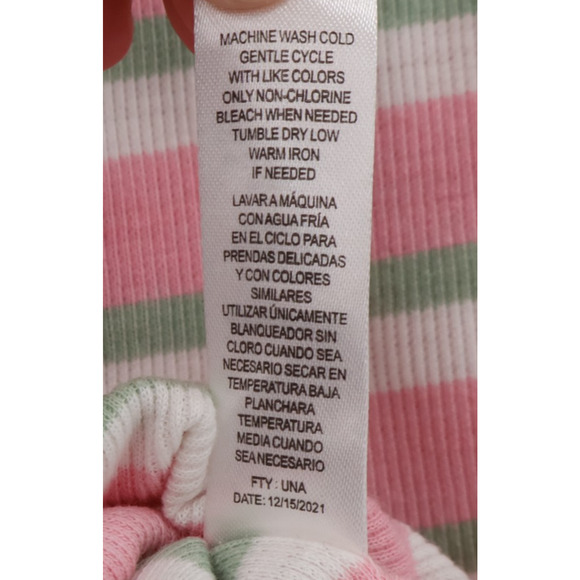 MACHINE WASH COLD
GENTLE CYCLE
WITH LIKE COLORS
ONLY NON-CHLORINE
BLEACH WHEN NEEDED
TUMBLE DRY LOW
WARM IRON
IF NEEDED
LAVAR A MÁQUINA
CON AGUA FRÍA
EN EL CICLO PARA
PRENDAS DELICADAS
Y CON COLORES
SIMILARES
UTILIZAR ÚNICAMENTE
BLANQUEADOR SIN
CLORO CUANDO SEA
NECESARIO SECAR EN
TEMPERATURA BAJA
PLANCHARA
TEMPERATURA
MEDIA CUANDO
SEA NECESARIO
FTY : UNA
DATE: 12/15/2021